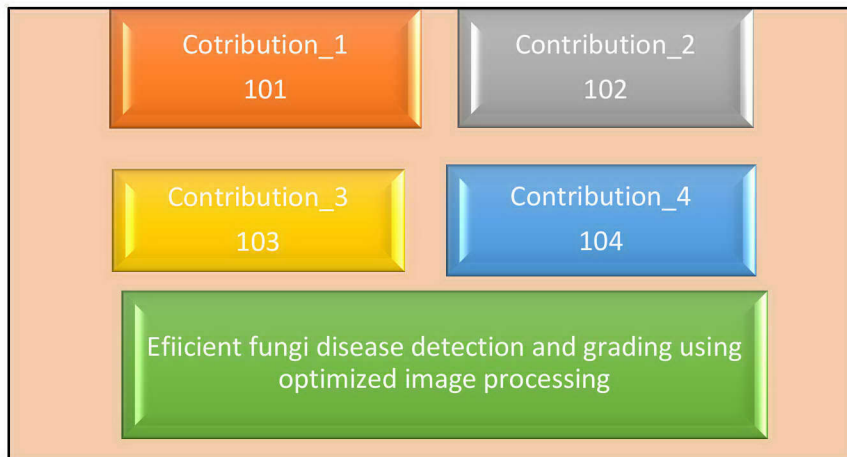 Cotribution_1
101
Contribution_2
102
Contribution_3
103
Contribution_4
104
Efiicient fungi disease detection and grading using
optimized image processing